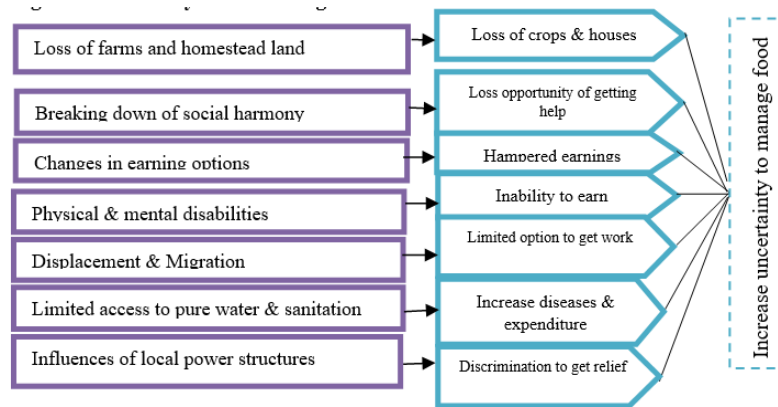 Loss of farms and homestead land
Loss of crops & houses
Breaking down of social harmony
Loss opportunity of getting
help
Changes in earning options
Hampered earnings
Physical & mental disabilities
Inability to earn
Displacement & Migration
Limited option to get work
Limited access to pure water & sanitation
Increase diseases &
expenditure
Influences of local power structures
Discrimination to get relief
Increase uncertainty to manage food